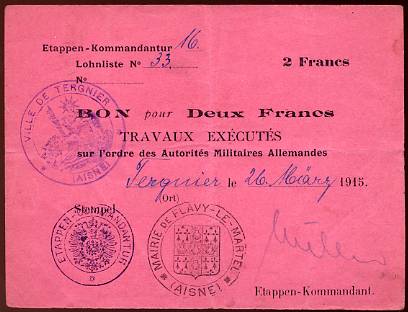 Etappen-Kommandantur 16.
Lohnliste No 33.
No
2 Francs
VILLE DE TERGNIER
(AISNE)
BON pour Deux Francs
TRAVAUX EXÉCUTÉS
sur l'ordre des Autorités Militaires Allemandes
Tergnier le 26. März 1915.
(Ort)
Stempel
ETAPPEN-KOMMANDANTUR
MAIRIE DE FLAVY-LE-MARTEL
(AISNE)
Etappen-Kommandant.